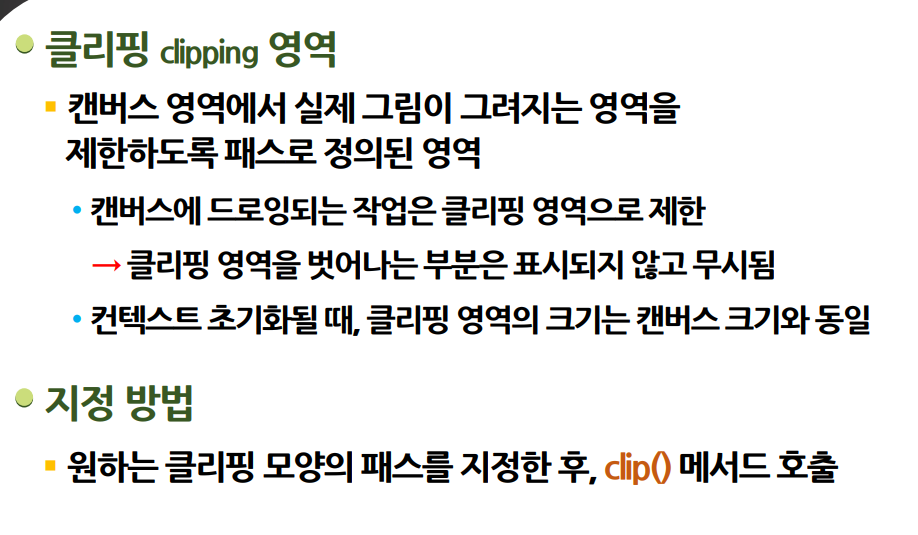 클리핑 clipping 영역
캔버스 영역에서 실제 그림이 그려지는 영역을
제한하도록 패스로 정의된 영역
캔버스에 드로잉되는 작업은 클리핑 영역으로 제한
→ 클리핑 영역을 벗어나는 부분은 표시되지 않고 무시됨
컨텍스트 초기화될 때, 클리핑 영역의 크기는 캔버스 크기와 동일
지정 방법
원하는 클리핑 모양의 패스를 지정한 후, clip() 메서드 호출